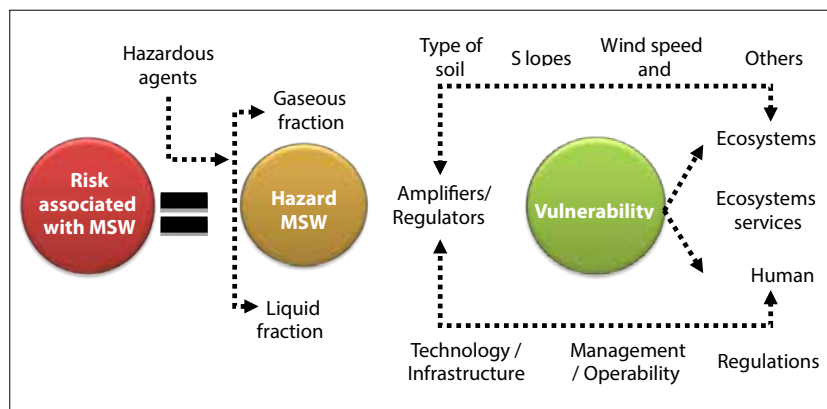 Hazardous
agents
Gaseous
fraction
Risk
associated
with MSW
Hazard
MSW
Liquid
fraction
Type of
soil
S lopes
Wind speed
and
Others
Amplifiers/
Regulators
Vulnerability
Ecosystems
Ecosystems
services
Human
Technology /
Infrastructure
Management
/ Operability
Regulations